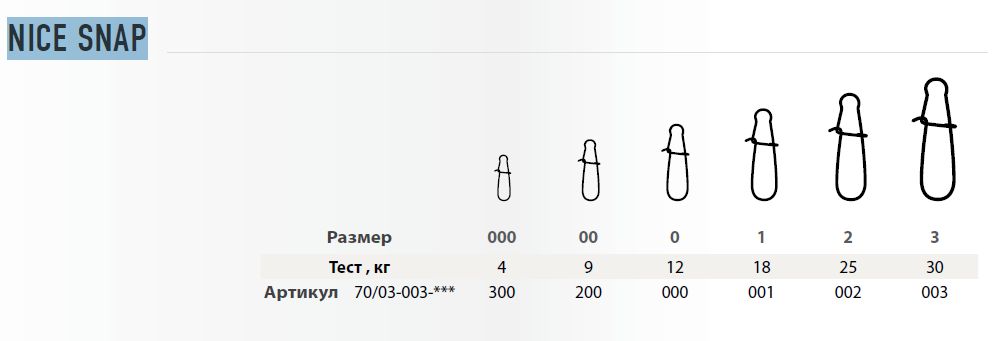 NICE SNAP
Размер 000 00 0 1 2 3
Тест , кг 4 9 12 18 25 30
Артикул 70/03-003-*** 300 200 000 001 002 003